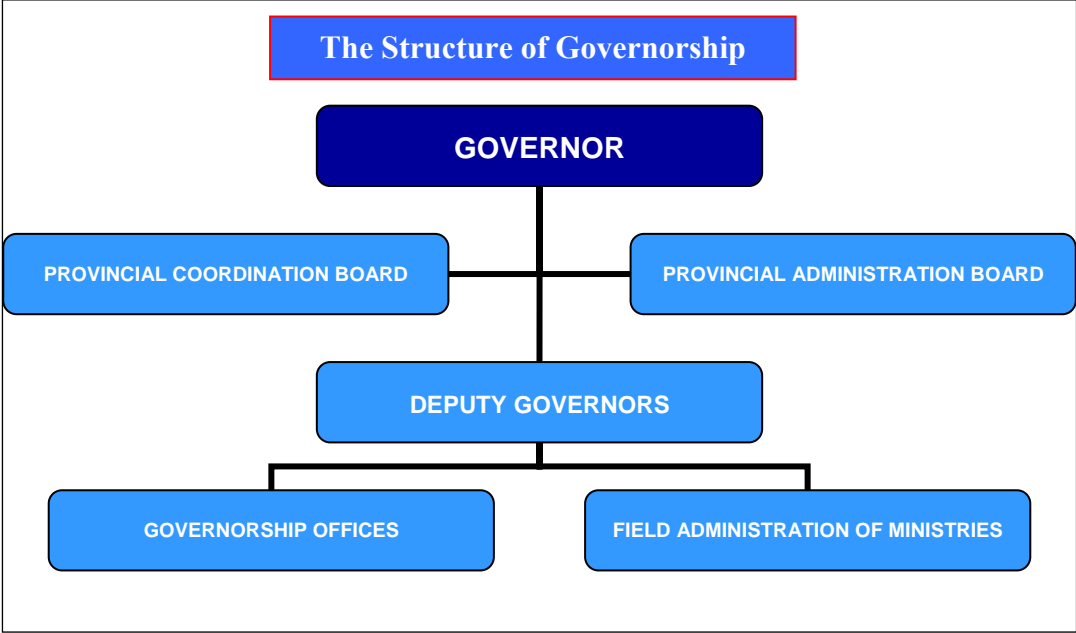 The Structure of Governorship
GOVERNOR
PROVINCIAL COORDINATION BOARD
PROVINCIAL ADMINISTRATION BOARD
DEPUTY GOVERNORS
GOVERNORSHIP OFFICES
FIELD ADMINISTRATION OF MINISTRIES